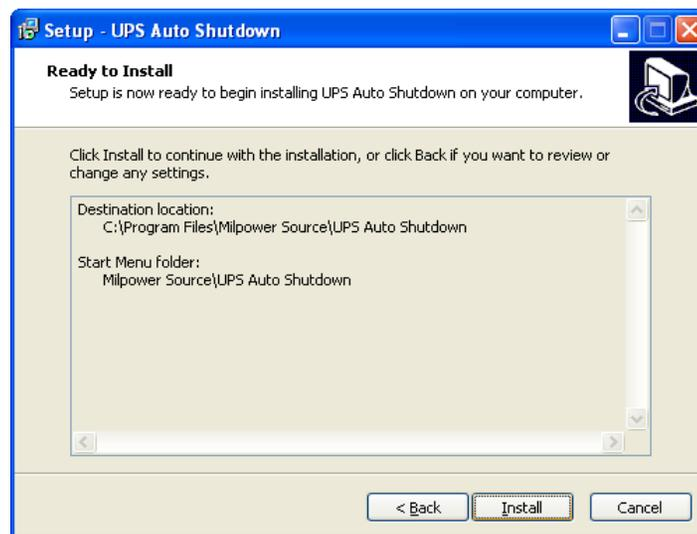 Setup - UPS Auto Shutdown
Ready to Install
Setup is now ready to begin installing UPS Auto Shutdown on your computer.
Click Install to continue with the installation, or click Back if you want to review or
change any settings.
Destination location:
C:\Program Files\Milpower Source\UPS Auto Shutdown
Start Menu folder:
Milpower Source\UPS Auto Shutdown
< Back Install Cancel